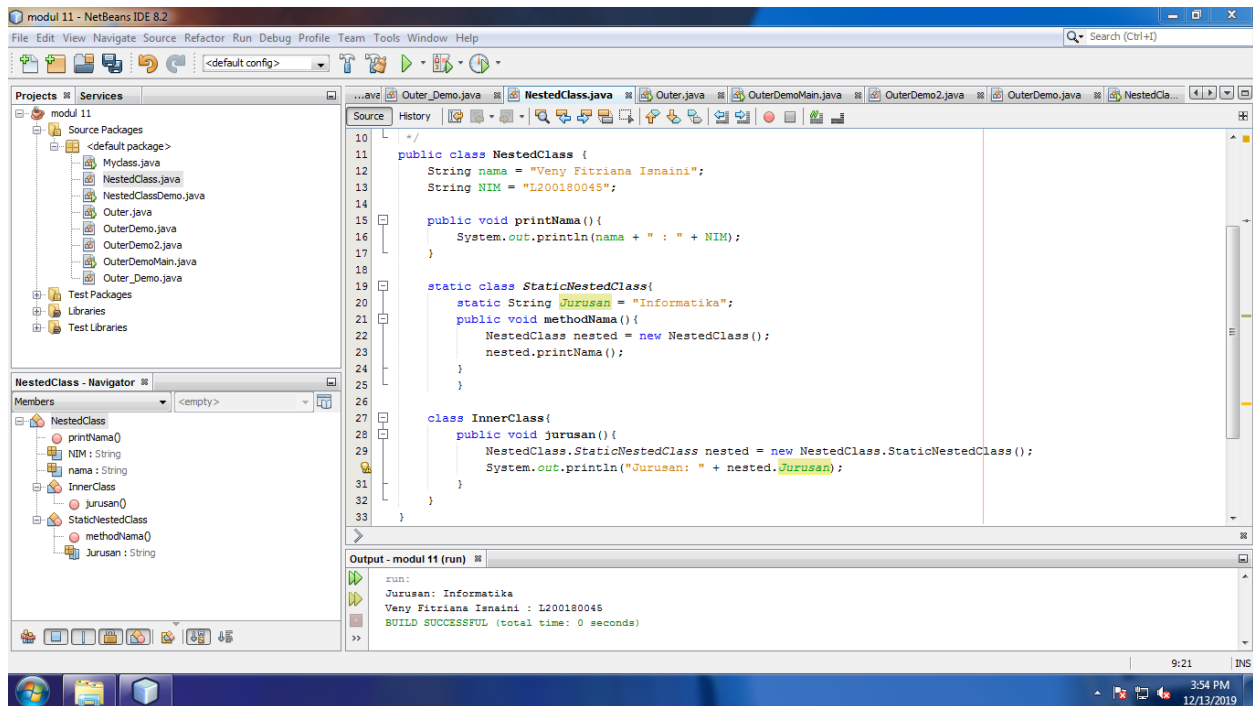 modul 11 - NetBeans IDE 8.2
File Edit View Navigate Source Refactor Run Debug Profile Team Tools Window Help
Search (Ctrl+I)
<default config>
Projects Services
modul 11
Source Packages
<default package>
Myclass.java
NestedClass.java
NestedClassDemo.java
Outer.java
OuterDemo.java
OuterDemo2.java
OuterDemoMain.java
Outer_Demo.java
Test Packages
Libraries
Test Libraries
NestedClass - Navigator
Members <empty>
NestedClass
printNama()
NIM : String
nama : String
InnerClass
jurusan()
StaticNestedClass
methodNama()
Jurusan : String
...ave Outer_Demo.java NestedClass.java Outer.java OuterDemoMain.java OuterDemo2.java OuterDemo.java NestedCla...
Source History
10 */
11 public class NestedClass {
12 String nama = "Veny Fitriana Isnaini";
13 String NIM = "L200180045";
14
15 public void printNama(){
16 System.out.println(nama + " : " + NIM);
17 }
18
19 static class StaticNestedClass{
20 static String Jurusan = "Informatika";
21 public void methodNama(){
22 NestedClass nested = new NestedClass();
23 nested.printNama();
24 }
25 }
26
27 class InnerClass{
28 public void jurusan(){
29 NestedClass.StaticNestedClass nested = new NestedClass.StaticNestedClass();
System.out.println("Jurusan: " + nested.Jurusan);
31 }
32 }
33 }
Output - modul 11 (run)
run:
Jurusan: Informatika
Veny Fitriana Isnaini : L200180045
BUILD SUCCESSFUL (total time: 0 seconds)
9:21 INS
3:54 PM
12/13/2019